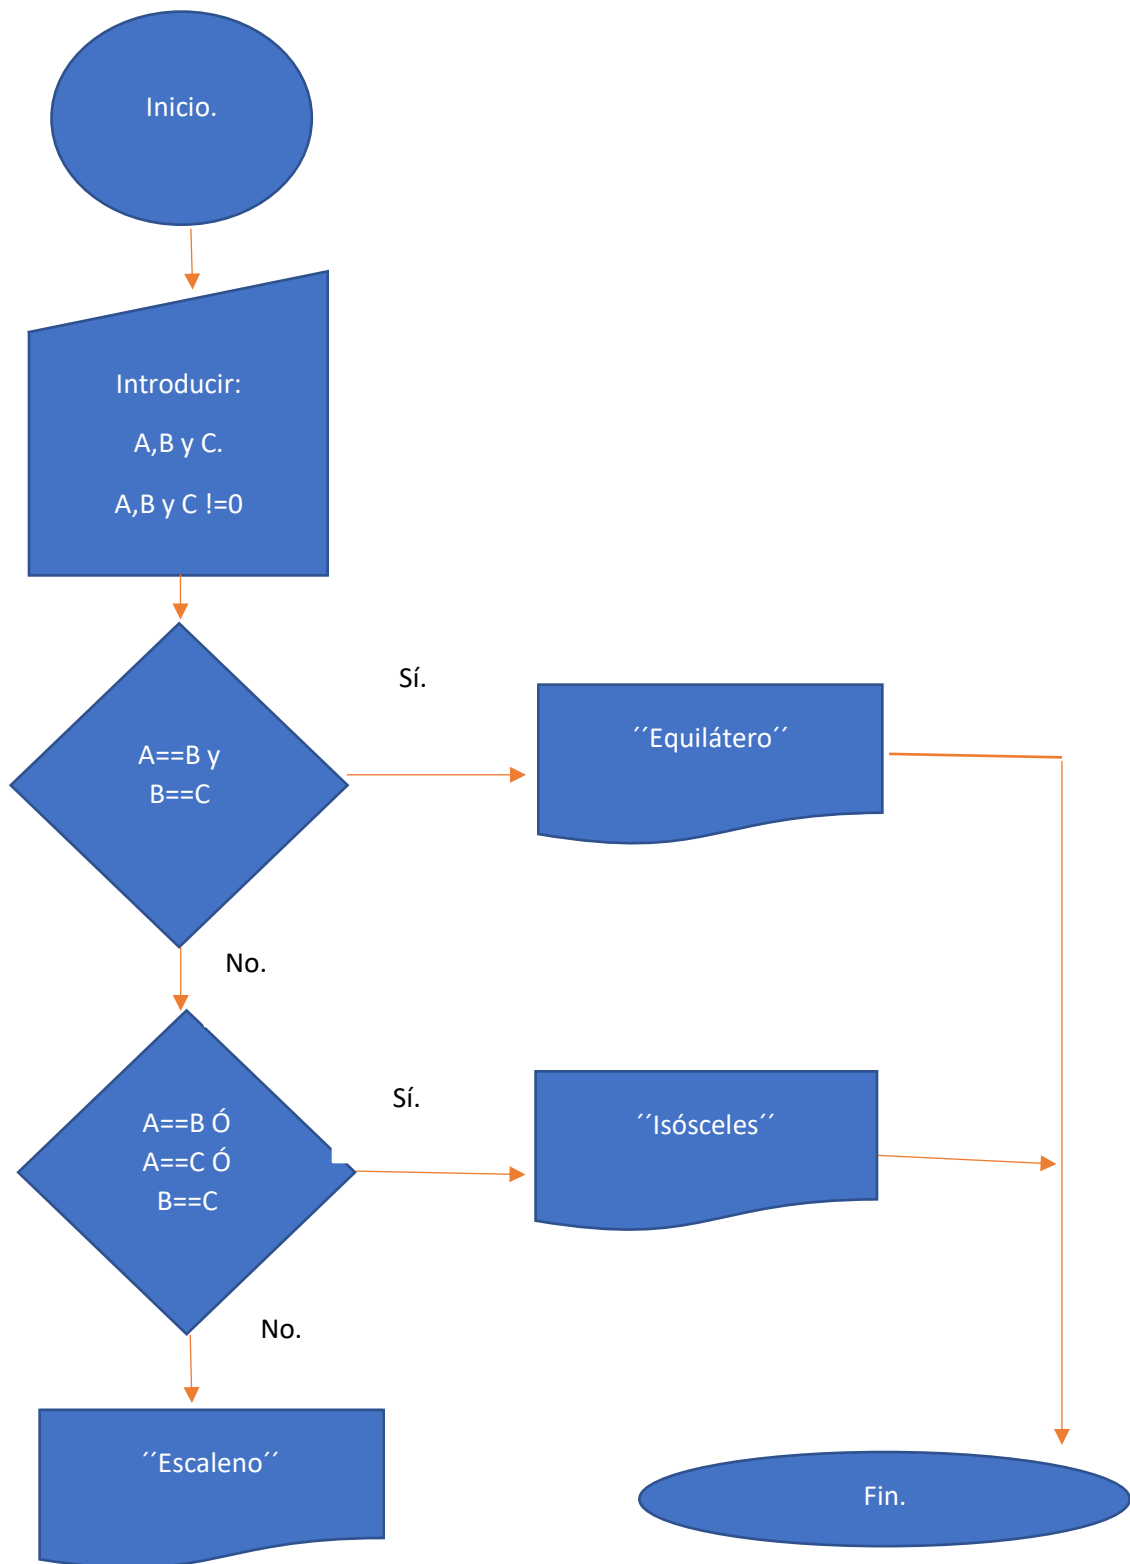 Inicio.
Introducir:
A,B y C.
A,B y C !=0
Sí.
A==B y
B==C
´´Equilátero´´
No.
Sí.
A==B Ó
A==C Ó
B==C
´´Isósceles´´
No.
´´Escaleno´´
Fin.